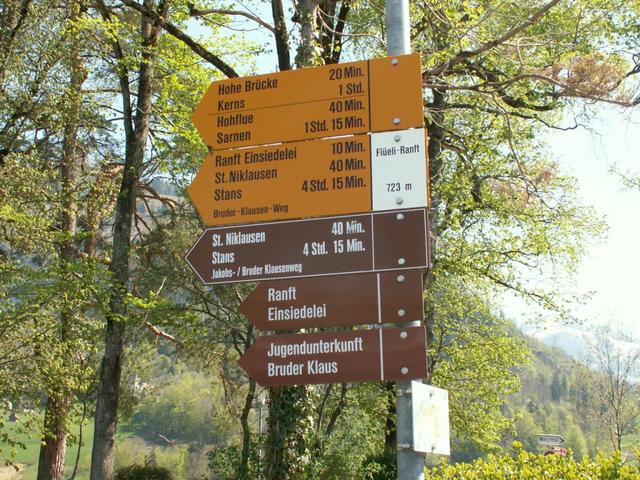 Hohe Brücke 20 Min.
Kerns 1 Std.
Hohflue 40 Min.
Sarnen 1 Std. 15 Min.
Ranft Einsiedelei 10 Min.
St. Niklausen 40 Min.
Stans 4 Std. 15 Min.
Bruder-Klausen-Weg
Flüeli-Ranft
723 m
St. Niklausen 40 Min.
Stans 4 Std. 15 Min.
Jakobs-/Bruder Klausenweg
Ranft
Einsiedelei
Jugendunterkunft
Bruder Klaus